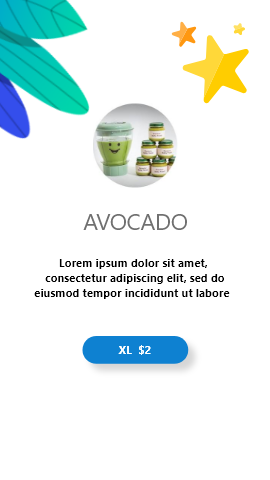 AVOCADO
Lorem ipsum dolor sit amet,
consectetur adipiscing elit, sed do
eiusmod tempor incididunt ut labore
XL $2